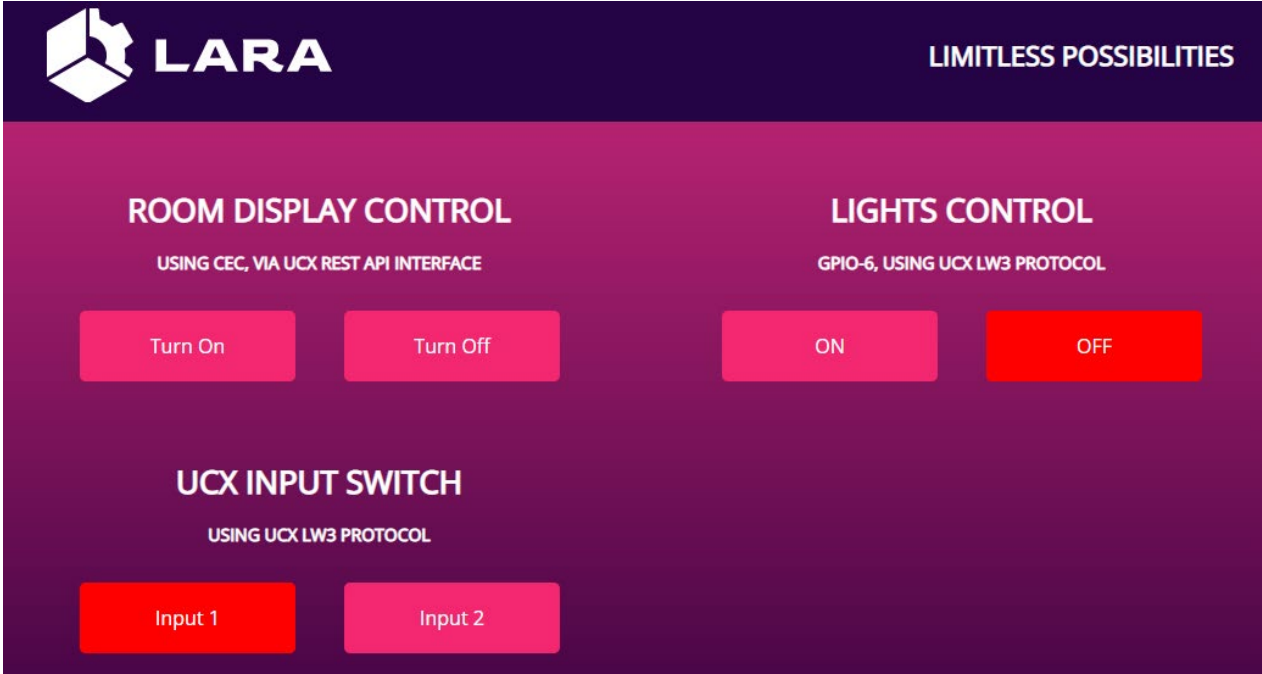 LARA
LIMITLESS POSSIBILITIES
ROOM DISPLAY CONTROL
USING CEC, VIA UCX REST API INTERFACE
Turn On
Turn Off
LIGHTS CONTROL
GPIO-6, USING UCX LW3 PROTOCOL
ON
OFF
UCX INPUT SWITCH
USING UCX LW3 PROTOCOL
Input 1
Input 2